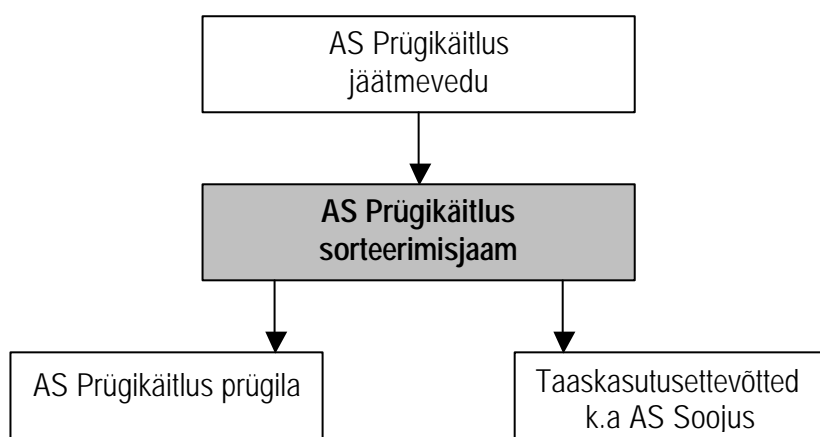 AS Prügikäitlus
jäätmevedu
AS Prügikäitlus
sorteerimisjaam
AS Prügikäitlus prügila
Taaskasutusettevõtted
k.a AS Soojus